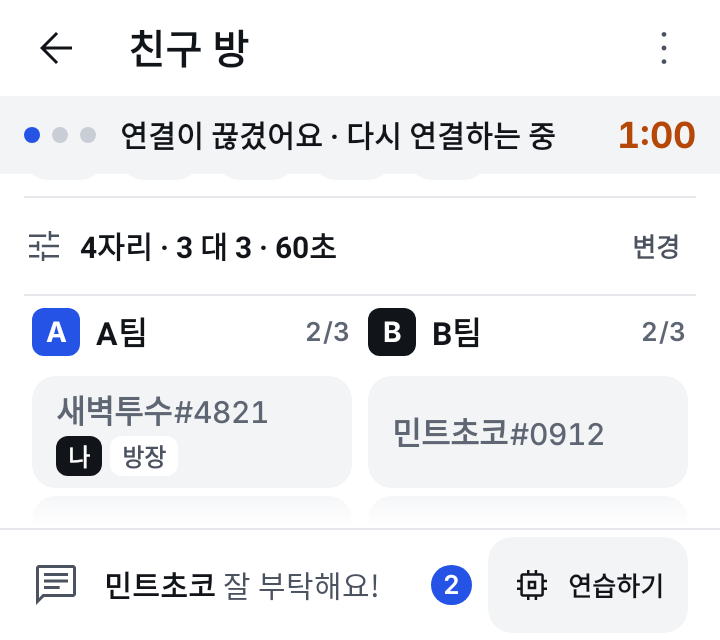 친구 방
연결이 끊겼어요 · 다시 연결하는 중 1:00
4자리 · 3 대 3 · 60초 변경
A A팀 2/3 B B팀 2/3
새벽투수#4821
나 방장
민트초코#0912
민트초코 잘 부탁해요! 2 연습하기